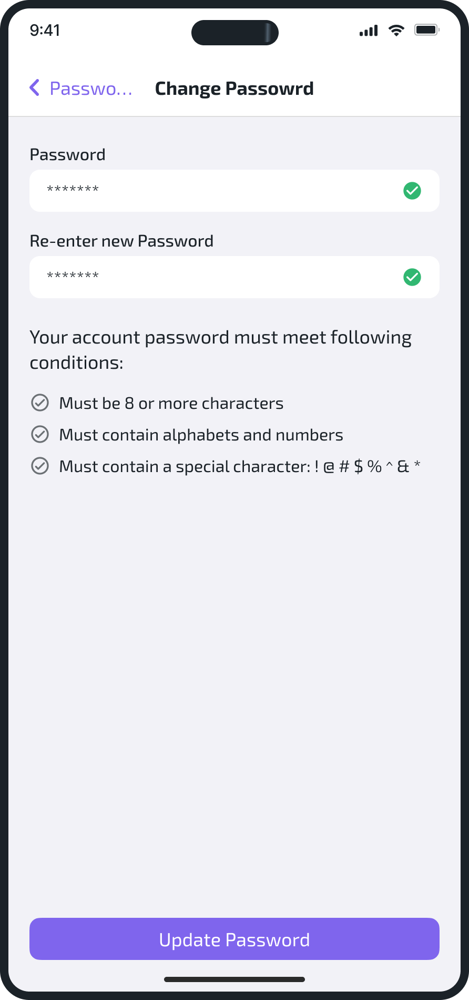 9:41
Passwo...
Change Passowrd
Password
*******
Re-enter new Password
*******
Your account password must meet following
conditions:
Must be 8 or more characters
Must contain alphabets and numbers
Must contain a special character: ! @ # $ % ^ & *
Update Password